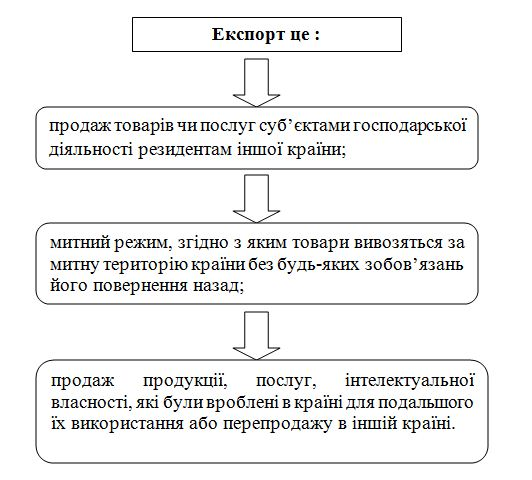 Експорт це :
продаж товарів чи послуг суб’єктами господарської
діяльності резидентам іншої країни;
митний режим, згідно з яким товари вивозяться за
митну територію країни без будь-яких зобов’язань
його повернення назад;
продаж продукції, послуг, інтелектуальної
власності, які були вроблені в країні для подальшого
їх використання або перепродажу в іншій країні.